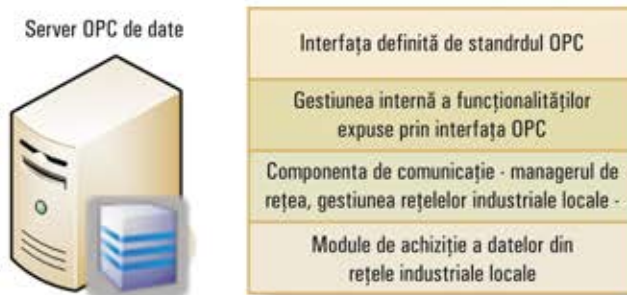 Server OPC de date
Interfața definită de standrdul OPC
Gestiunea internă a funcționalităților
expuse prin interfața OPC
Componenta de comunicație - managerul de
rețea, gestiunea rețelelor industriale locale -
Module de achiziție a datelor din
rețele industriale locale